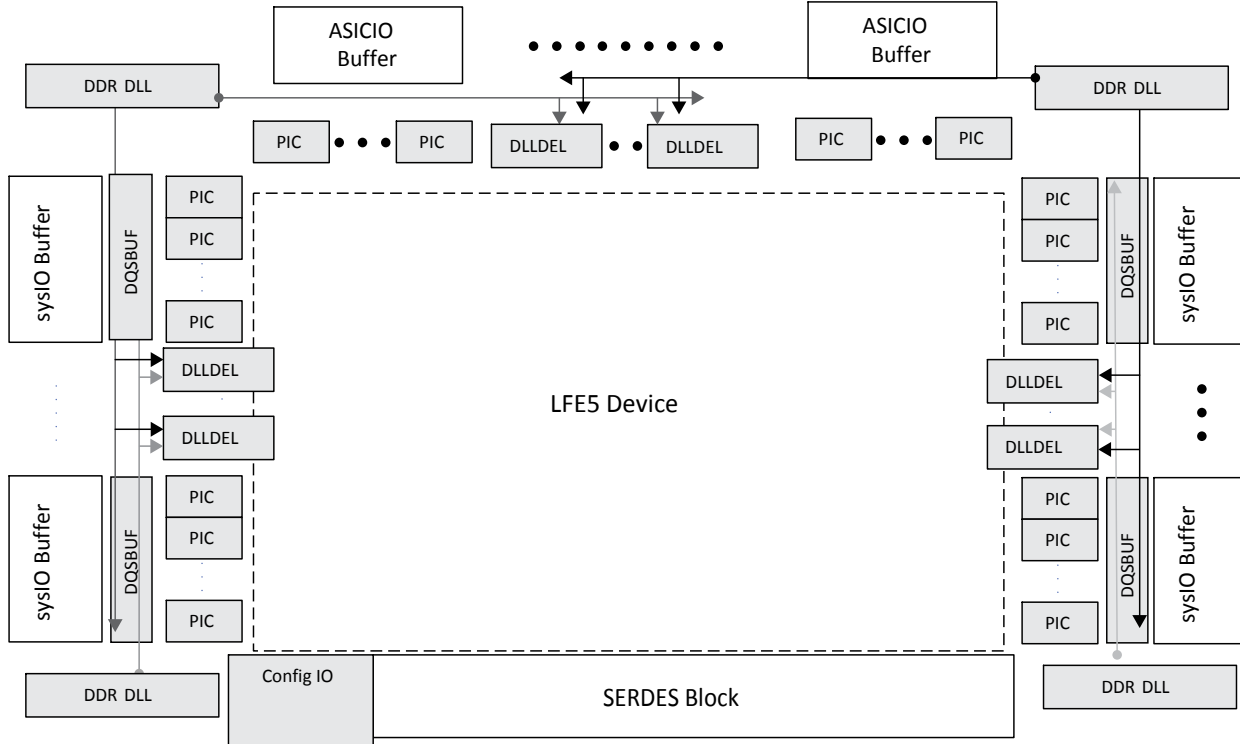 ASICIO
Buffer
ASICIO
Buffer
DDR DLL
DDR DLL
PIC
PIC
DLLDEL
DLLDEL
PIC
PIC
sysIO Buffer
DQSBUF
PIC
PIC
PIC
PIC
PIC
PIC
DQSBUF
sysIO Buffer
DLLDEL
DLLDEL
LFE5 Device
DLLDEL
DLLDEL
sysIO Buffer
DQSBUF
PIC
PIC
PIC
PIC
PIC
PIC
DQSBUF
sysIO Buffer
DDR DLL
Config IO
SERDES Block
DDR DLL